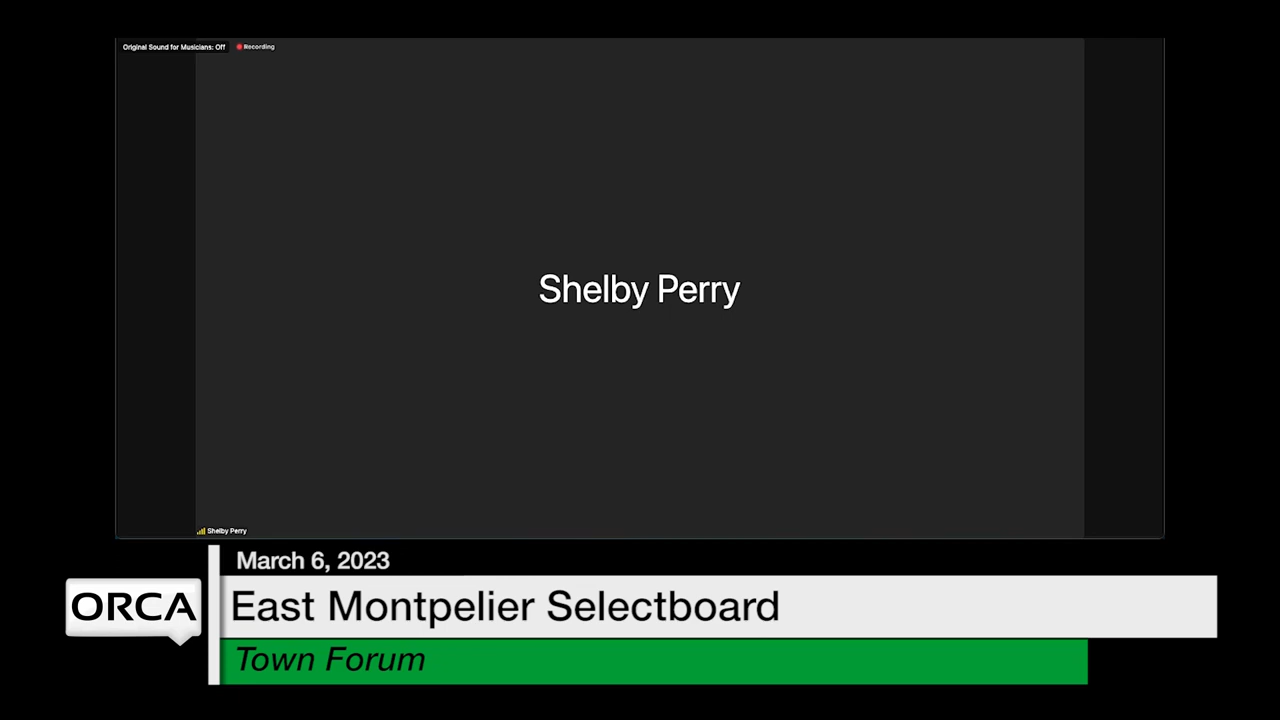 Original Sound for Musicians: Off Recording
Shelby Perry
Shelby Perry
March 6, 2023
ORCA East Montpelier Selectboard
Town Forum